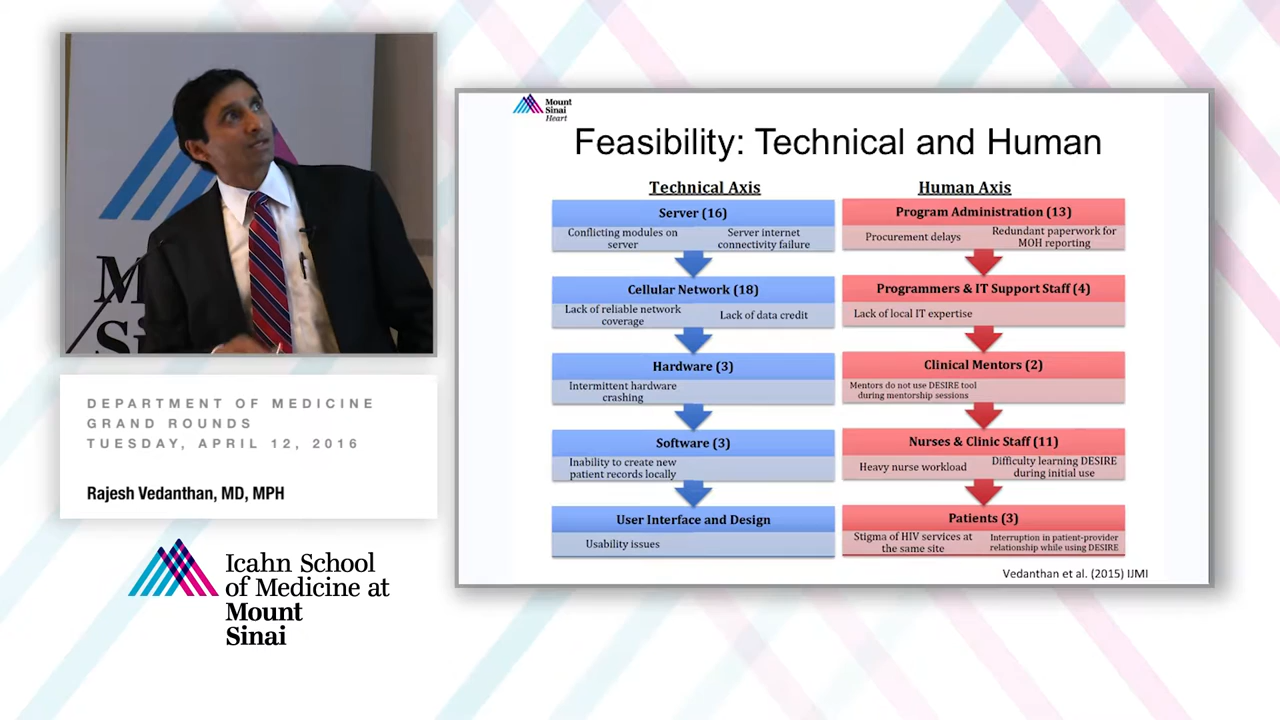 M
Si
DEPARTMENT OF MEDICINE
GRAND ROUNDS
TUESDAY, APRIL 12, 2016
Rajesh Vedanthan, MD, MPH
Icahn School
of Medicine at
Mount
Sinai
Mount
Sinai
Heart
Feasibility: Technical and Human
Technical Axis
Server (16)
Conflicting modules on
server
Server internet
connectivity failure
Cellular Network (18)
Lack of reliable network
coverage
Lack of data credit
Hardware (3)
Intermittent hardware
crashing
Software (3)
Inability to create new
patient records locally
User Interface and Design
Usability issues
Human Axis
Program Administration (13)
Procurement delays
Redundant paperwork for
MOH reporting
Programmers & IT Support Staff (4)
Lack of local IT expertise
Clinical Mentors (2)
Mentors do not use DESIRE tool
during mentorship sessions
Nurses & Clinic Staff (11)
Heavy nurse workload
Difficulty learning DESIRE
during initial use
Patients (3)
Stigma of HIV services at
the same site
Interruption in patient-provider
relationship while using DESIRE
Vedanthan et al. (2015) IJMI